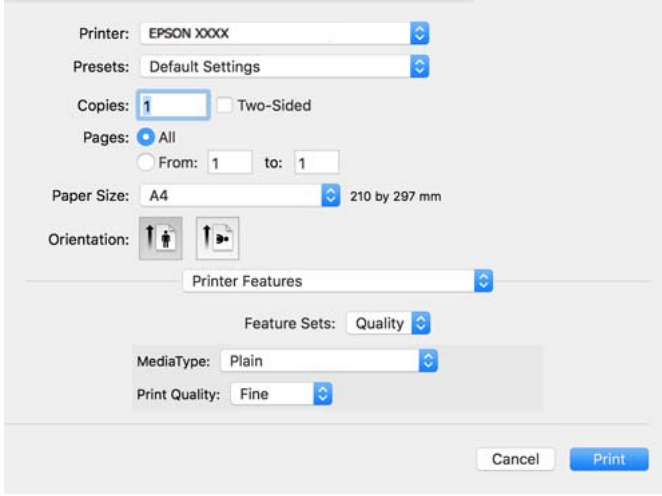 Printer: EPSON XXXX
Presets: Default Settings
Copies: 1 Two-Sided
Pages: All
From: 1 to: 1
Paper Size: A4 210 by 297 mm
Orientation:
Printer Features
Feature Sets: Quality
MediaType: Plain
Print Quality: Fine
Cancel Print